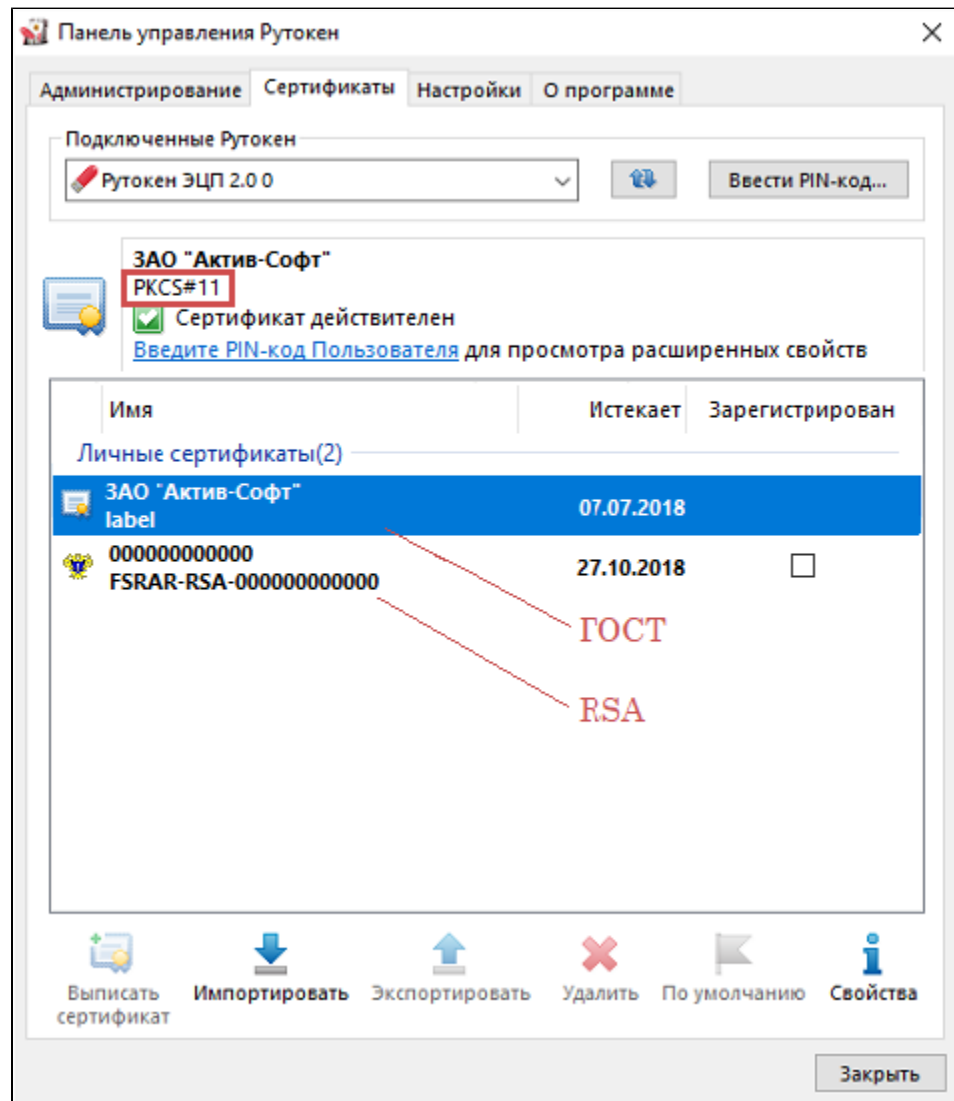 Панель управления Рутокен
Администрирование Сертификаты Настройки О программе
Подключенные Рутокен
Рутокен ЭЦП 2.0 0 Ввести PIN-код...
ЗАО "Актив-Софт"
PKCS#11
Сертификат действителен
Введите PIN-код Пользователя для просмотра расширенных свойств
Имя Истекает Зарегистрирован
Личные сертификаты(2)
ЗАО "Актив-Софт"
label 07.07.2018
000000000000
FSRAR-RSA-000000000000 27.10.2018
ГОСТ
RSA
Выписать сертификат Импортировать Экспортировать Удалить По умолчанию Свойства
Закрыть